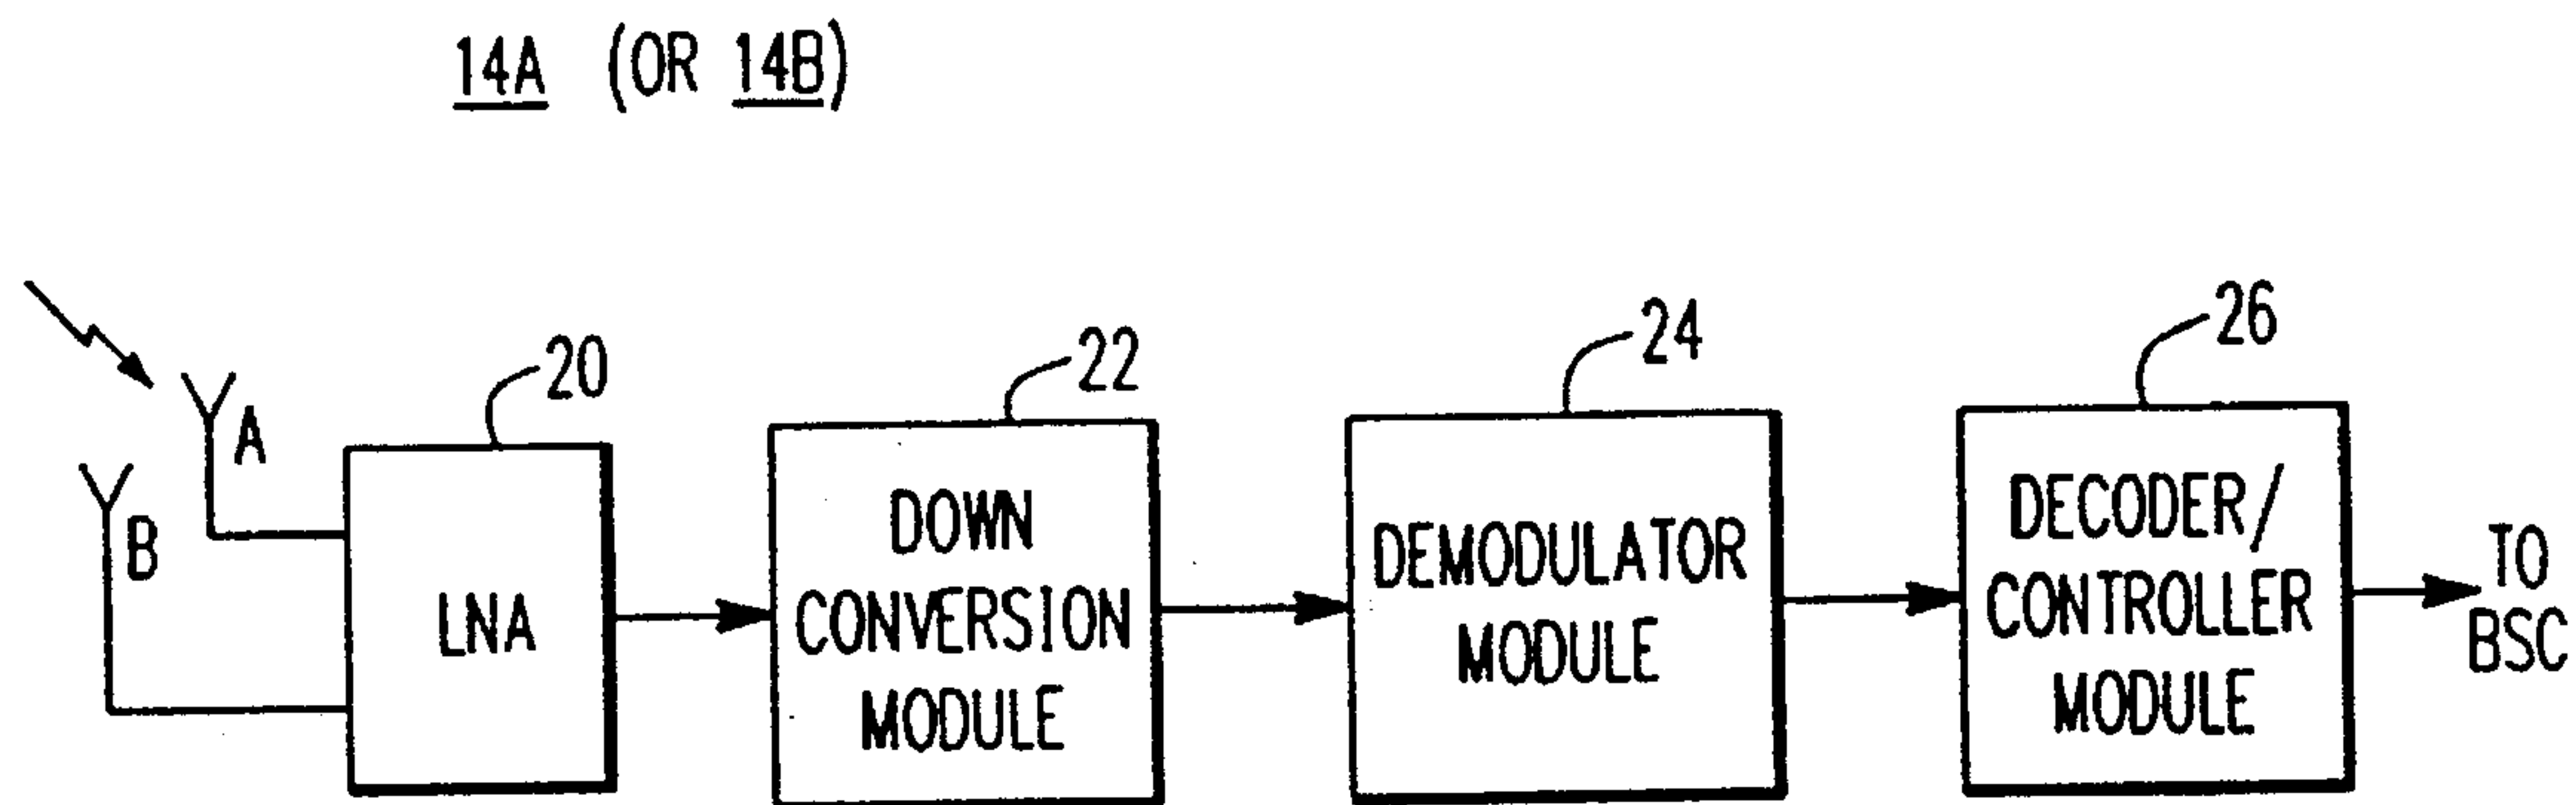 14A (OR 14B)
A
B
20
LNA
22
DOWN
CONVERSION
MODULE
24
DEMODULATOR
MODULE
26
DECODER/
CONTROLLER
MODULE
TO
BSC